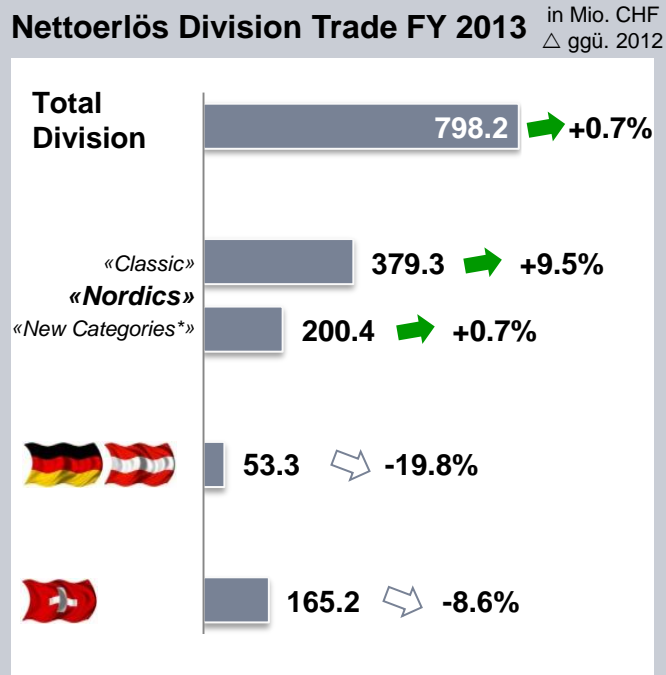 Nettoerlös Division Trade FY 2013
in Mio. CHF
△ ggü. 2012
Total
Division
798.2
+0.7%
«Classic»
379.3
+9.5%
«Nordics»
«New Categories*»
200.4
+0.7%
53.3
-19.8%
165.2
-8.6%